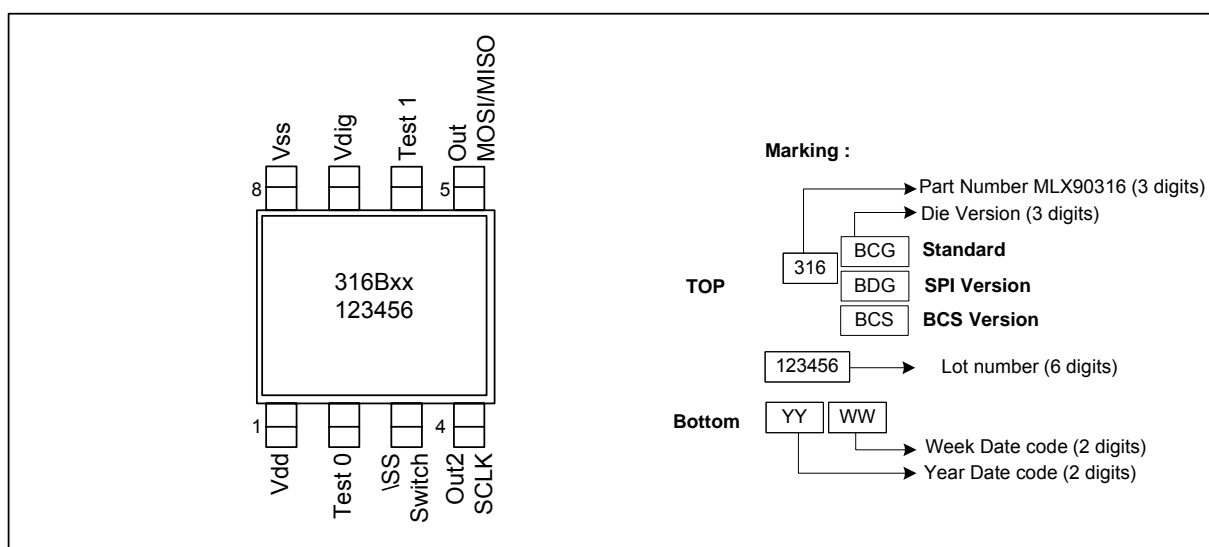 Vss
Vdig
Test 1
Out
MOSI/MISO
8
5
316Bxx
123456
1
4
Vdd
Test 0
\SS
Switch
Out2
SCLK
Marking :
Part Number MLX90316 (3 digits)
Die Version (3 digits)
TOP
316
BCG Standard
BDG SPI Version
BCS BCS Version
123456 Lot number (6 digits)
Bottom YY WW
Week Date code (2 digits)
Year Date code (2 digits)